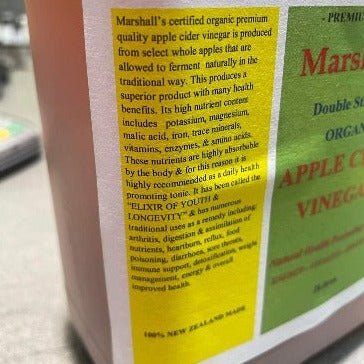 Marshall's certified organic premium
quality apple cider vinegar is produced
from select whole apples that are
allowed to ferment naturally in the
traditional way. This produces a
superior product with many health
benefits. Its high nutrient content
includes potassium, magnesium,
malic acid, iron, trace minerals,
vitamins, enzymes, & amino acids.
These nutrients are highly absorbable
by the body & for this reason it is
highly recommended as a daily health
promoting tonic. It has been called the
"ELIXIR OF YOUTH &
LONGEVITY" & has numerous
traditional uses as a remedy including:
arthritis, digestion & assimilation of
nutrients, heartburn, reflux, food
poisoning, diarrhoea, sore throats,
immune support, detoxification, weight
management, energy & overall
improved health.
100% NEW ZEALAND MADE
- PREMIU
Marsh
Double St
ORGAN
APPLE C
VINEG